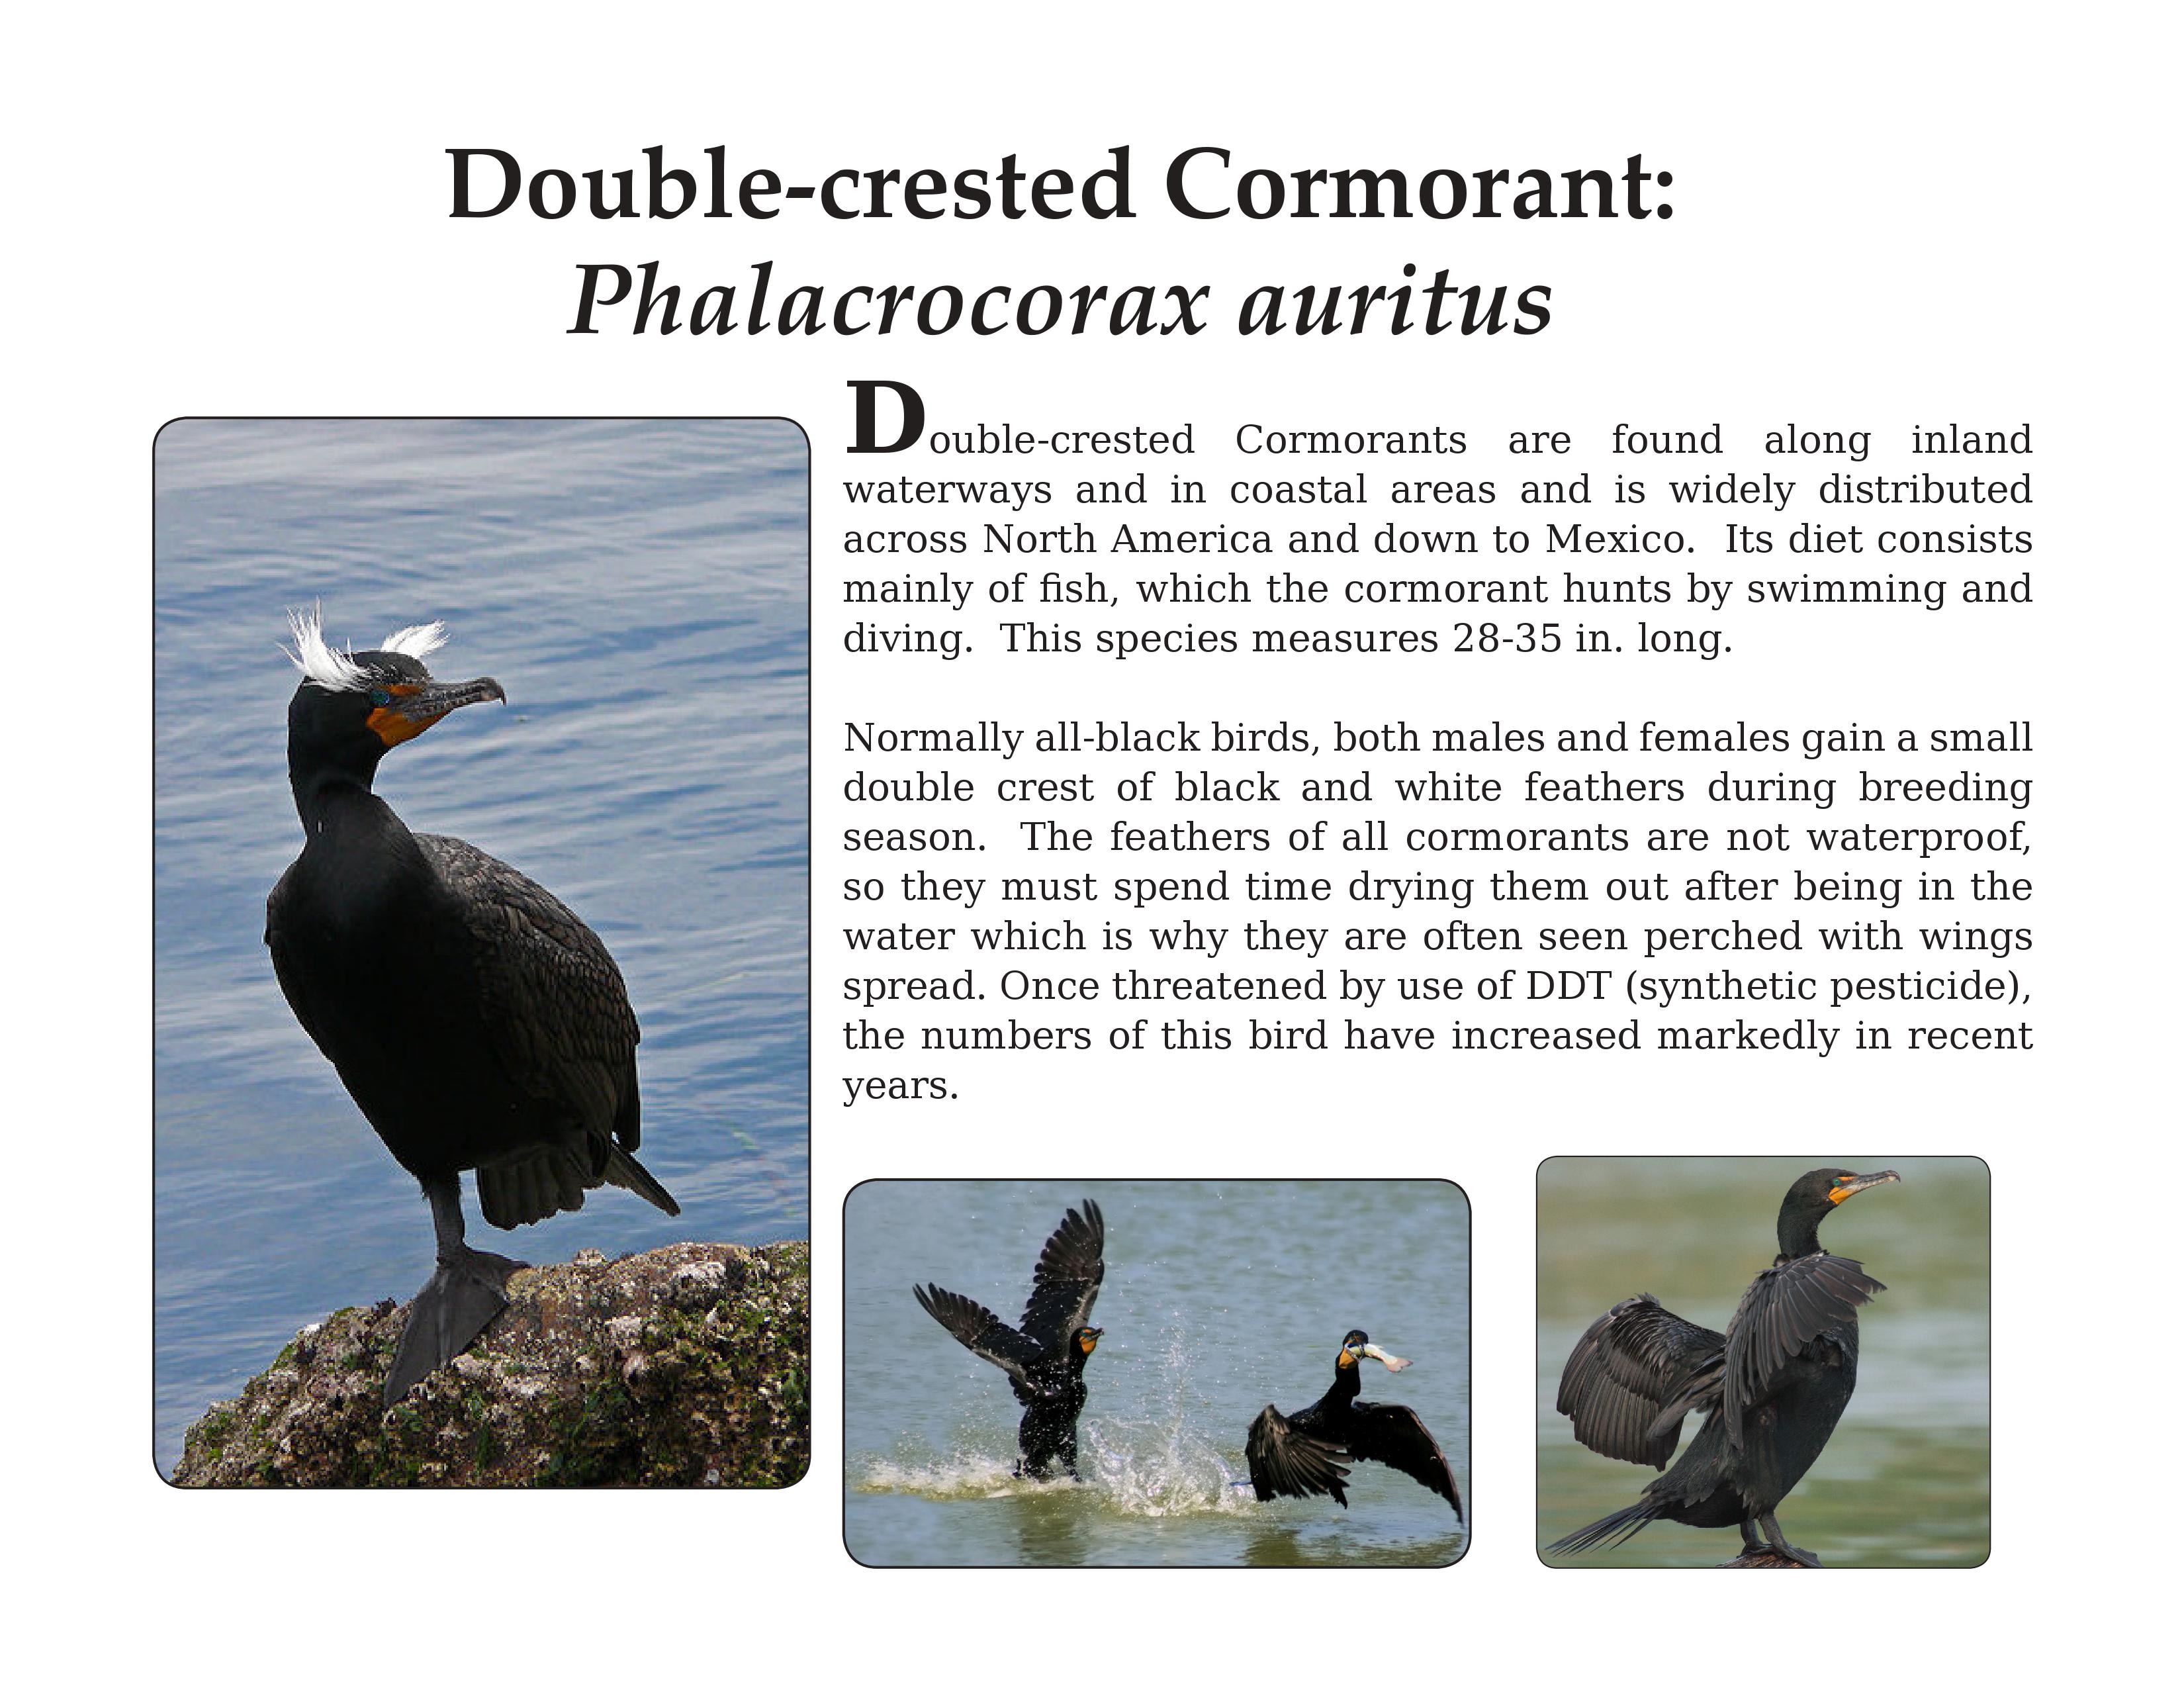 Double-crested Cormorant:
Phalacrocorax auritus
Double-crested Cormorants are found along inland
waterways and in coastal areas and is widely distributed
across North America and down to Mexico.  Its diet consists
mainly of fish, which the cormorant hunts by swimming and
diving.  This species measures 28-35 in. long.
Normally all-black birds, both males and females gain a small
double crest of black and white feathers during breeding
season.  The feathers of all cormorants are not waterproof,
so they must spend time drying them out after being in the
water which is why they are often seen perched with wings
spread. Once threatened by use of DDT (synthetic pesticide),
the numbers of this bird have increased markedly in recent
years.